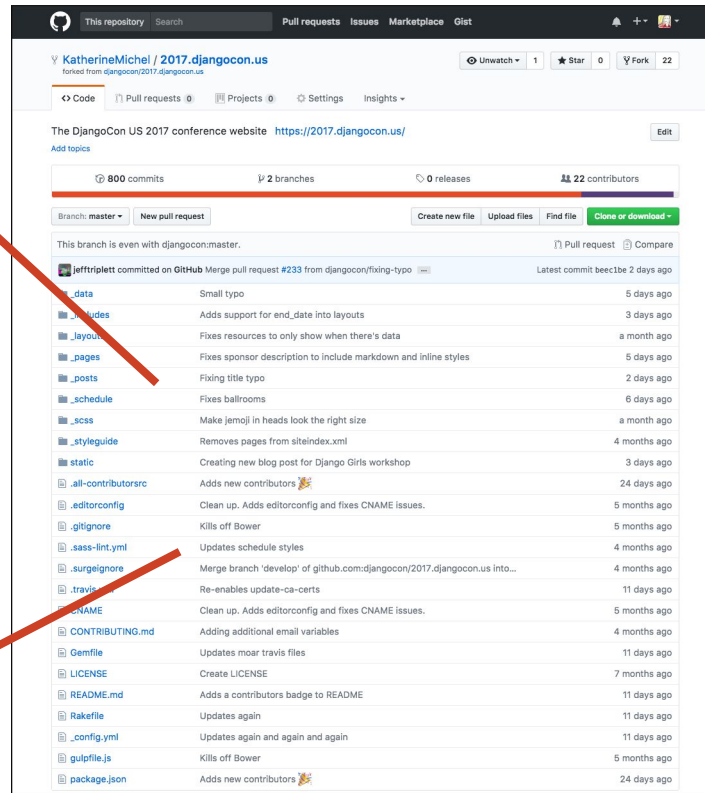 This repository Search Pull requests Issues Marketplace Gist
KatherineMichel / 2017.djangocon.us Unwatch 1 Star 0 Fork 22
forked from djangocon/2017.djangocon.us
Code Pull requests 0 Projects 0 Settings Insights
The DjangoCon US 2017 conference website https://2017.djangocon.us/ Edit
Add topics
800 commits 2 branches 0 releases 22 contributors
Branch: master New pull request Create new file Upload files Find file Clone or download
This branch is even with djangocon:master. Pull request Compare
jefftriplett committed on GitHub Merge pull request #233 from djangocon/fixing-typo ... Latest commit beec1be 2 days ago
_data Small typo 5 days ago
Adds support for end_date into layouts 3 days ago
Fixes resources to only show when there's data a month ago
_pages Fixes sponsor description to include markdown and inline styles 5 days ago
_posts Fixing title typo 2 days ago
_schedule Fixes ballrooms 6 days ago
_scss Make jemoji in heads look the right size a month ago
_styleguide Removes pages from siteindex.xml 4 months ago
static Creating new blog post for Django Girls workshop 3 days ago
.all-contributorsrc Adds new contributors 🎉 24 days ago
.editorconfig Clean up. Adds editorconfig and fixes CNAME issues. 5 months ago
.gitignore Kills off Bower 5 months ago
.sass-lint.yml Updates schedule styles 4 months ago
.surgeignore Merge branch 'develop' of github.com:djangocon/2017.djangocon.us into... 4 months ago
Re-enables update-ca-certs 11 days ago
CNAME Clean up. Adds editorconfig and fixes CNAME issues. 5 months ago
CONTRIBUTING.md Adding additional email variables 4 months ago
Gemfile Updates moar travis files 11 days ago
LICENSE Create LICENSE 7 months ago
README.md Adds a contributors badge to README 11 days ago
Rakefile Updates again 11 days ago
_config.yml Updates again and again and again 11 days ago
gulpfile.js Kills off Bower 5 months ago
package.json Adds new contributors 🎉 24 days ago